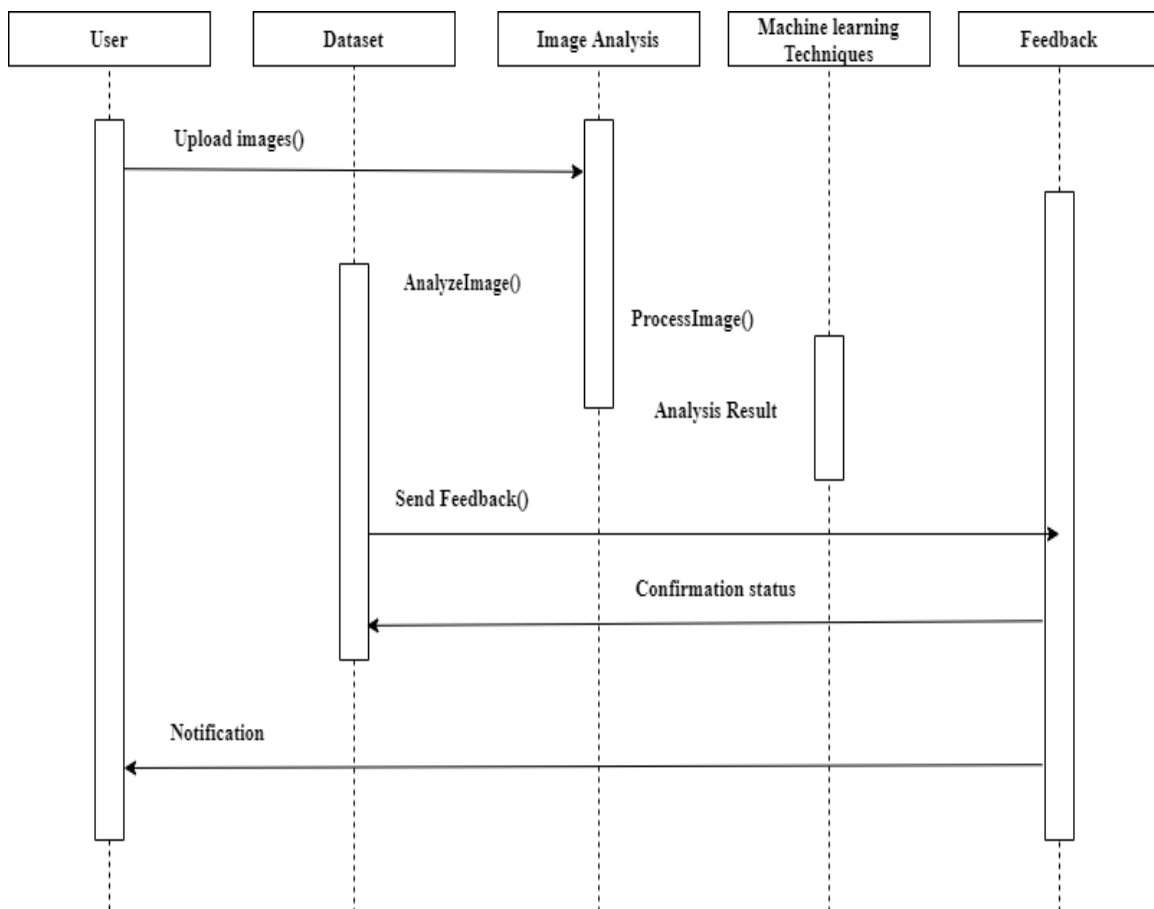 User
Dataset
Image Analysis
Machine learning
Techniques
Feedback
Upload images()
AnalyzeImage()
ProcessImage()
Analysis Result
Send Feedback()
Confirmation status
Notification